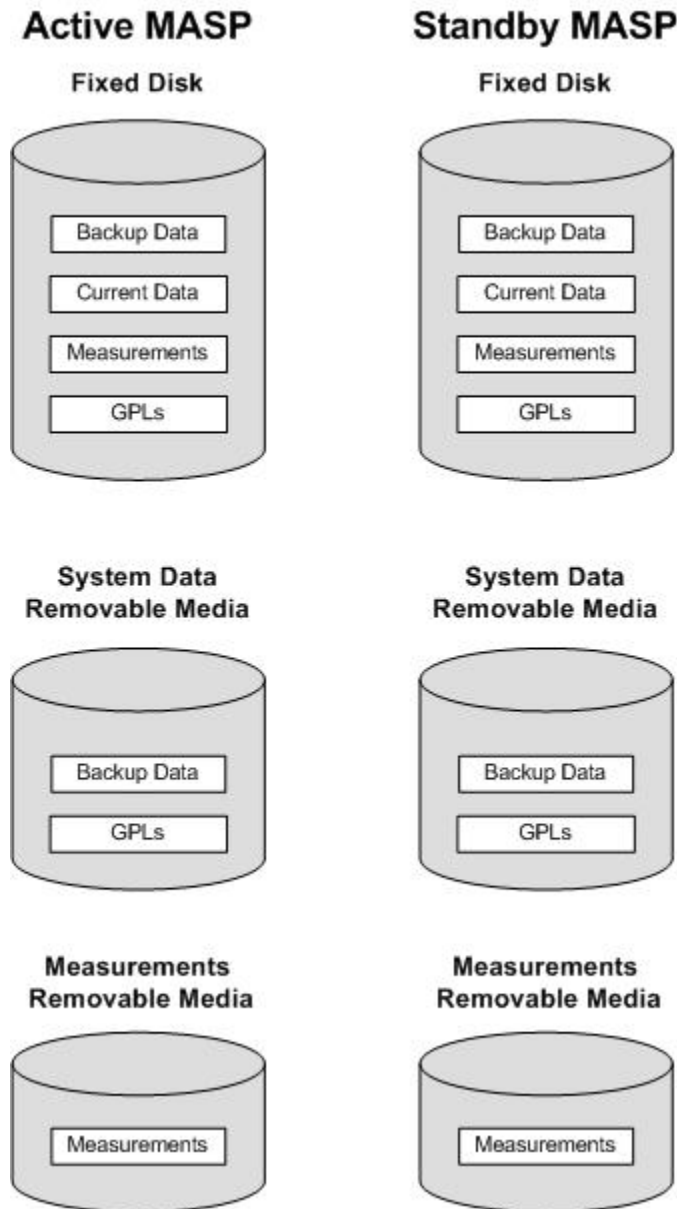 Active MASP
Fixed Disk
Backup Data
Current Data
Measurements
GPLs
System Data
Removable Media
Backup Data
GPLs
Measurements
Removable Media
Measurements
Standby MASP
Fixed Disk
Backup Data
Current Data
Measurements
GPLs
System Data
Removable Media
Backup Data
GPLs
Measurements
Removable Media
Measurements